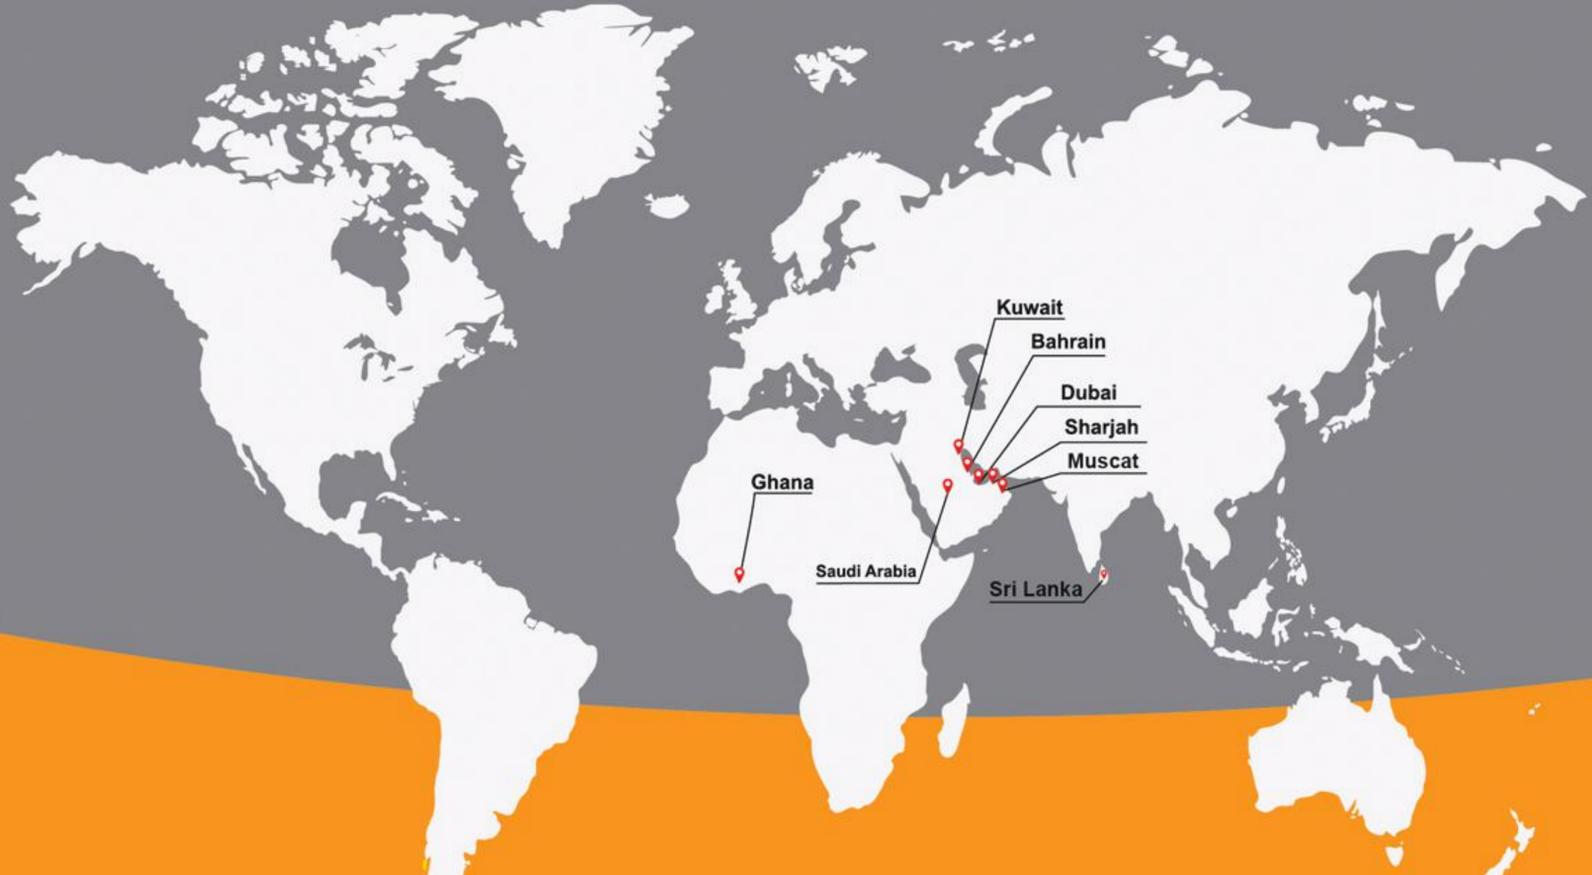 Kuwait
Bahrain
Dubai
Sharjah
Muscat
Ghana
Saudi Arabia
Sri Lanka